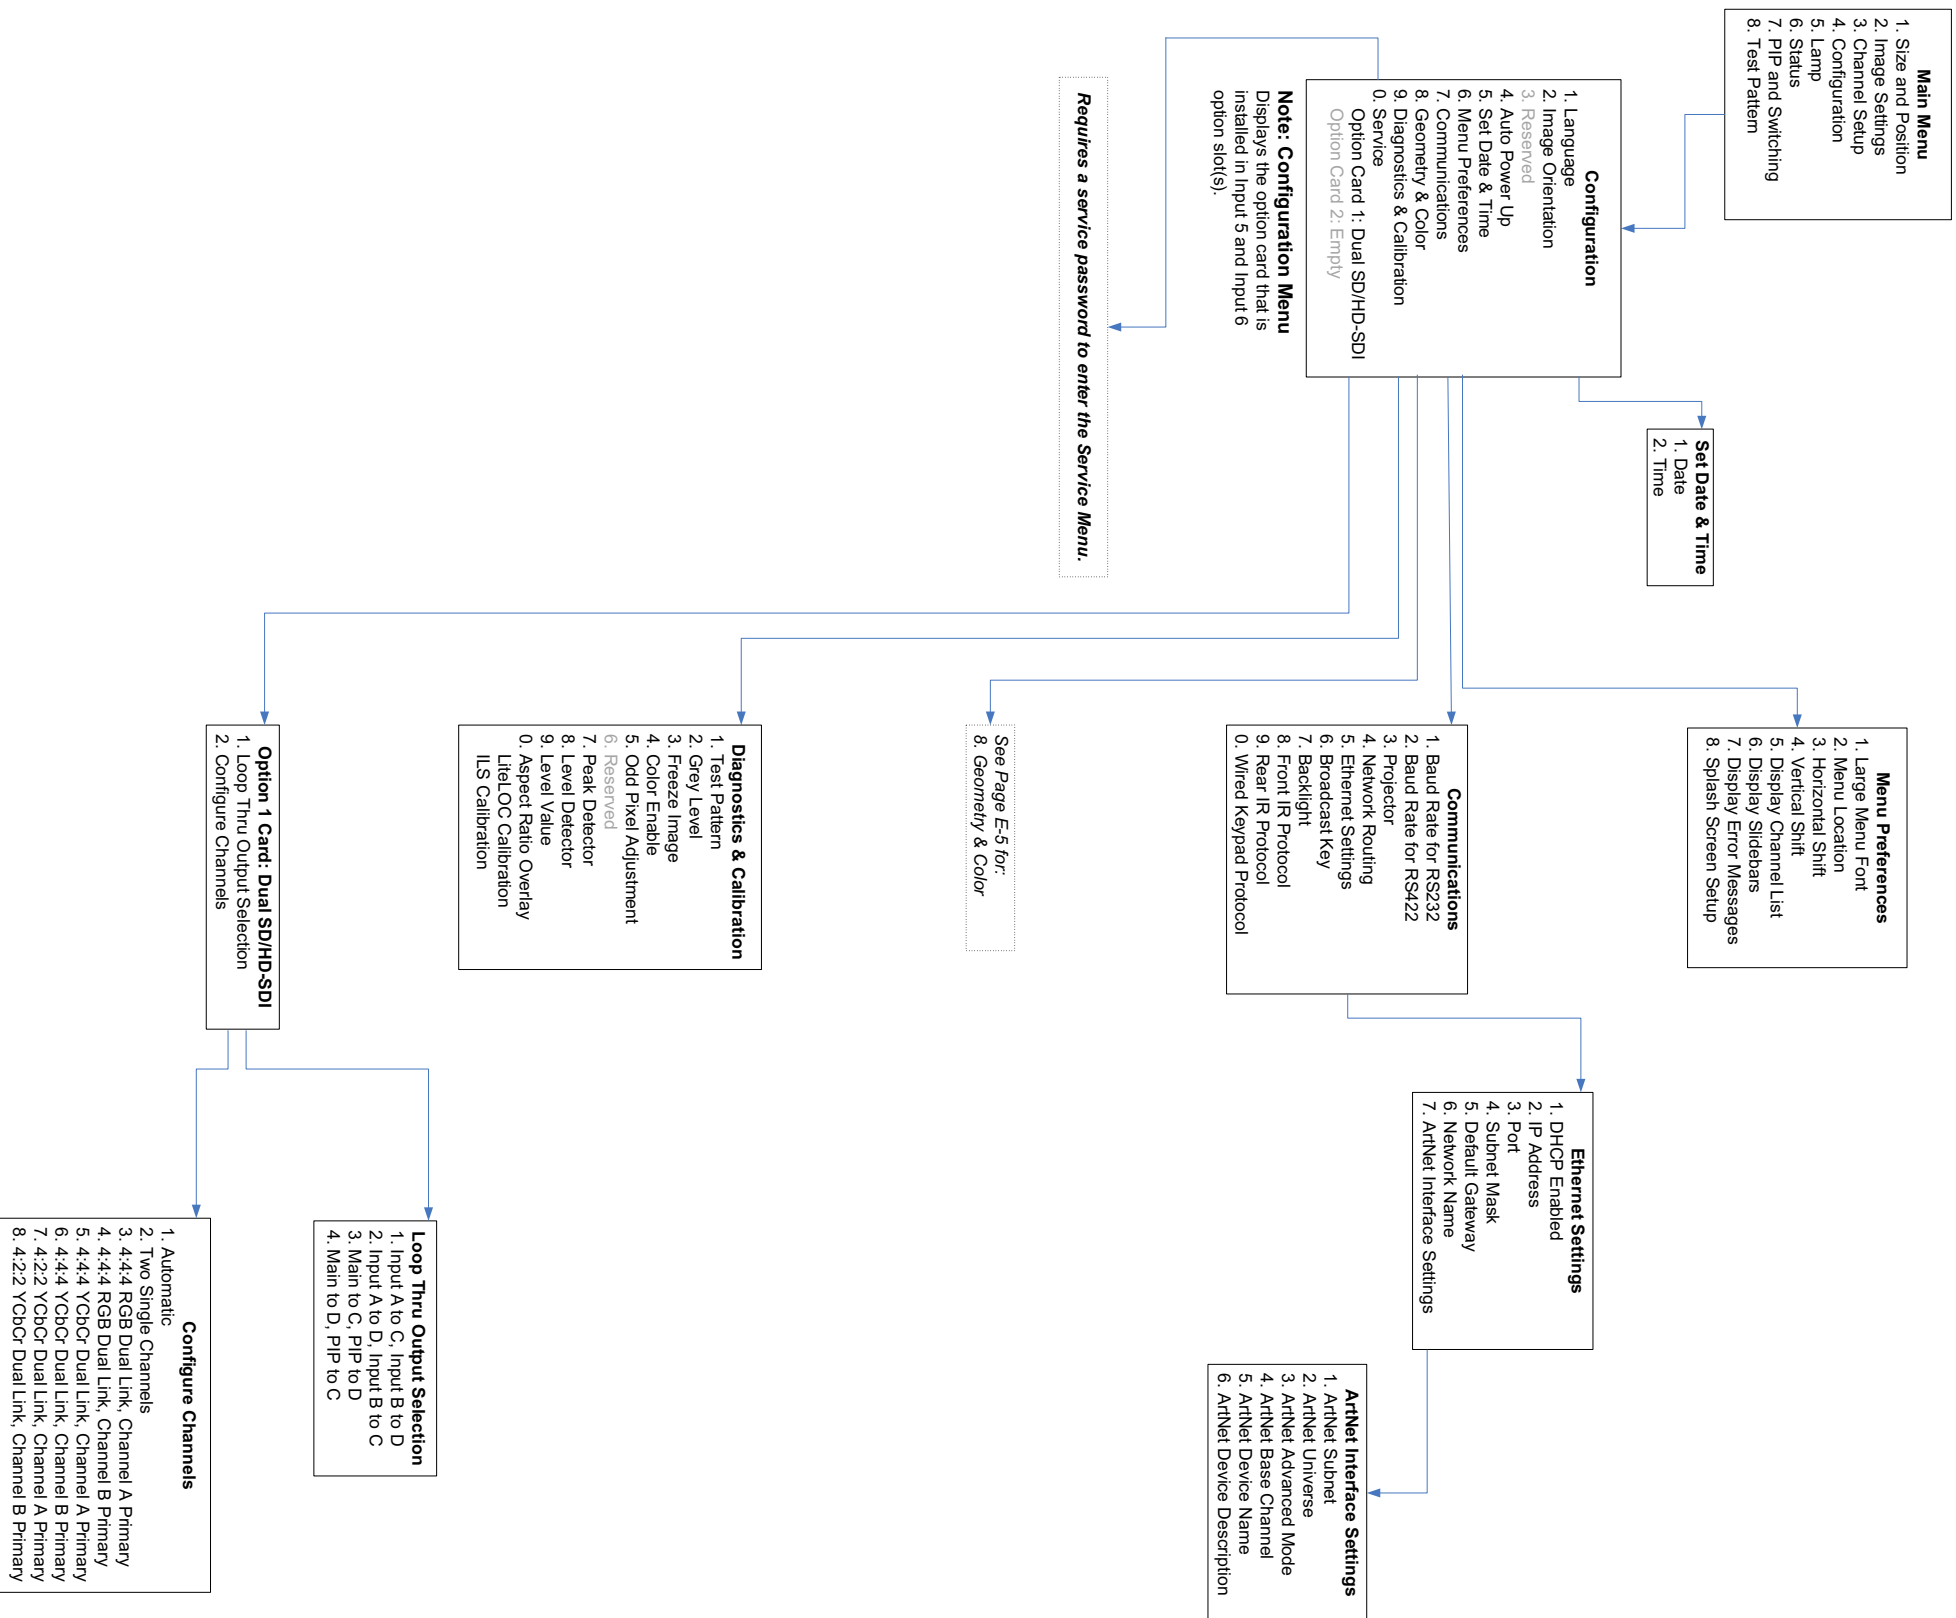 Main Menu
1. Size and Position
2. Image Settings
3. Channel Setup
4. Configuration
5. Lamp
6. Status
7. PIP and Switching
8. Test Pattern
Configuration
1. Language
2. Image Orientation
3. Reserved
4. Auto Power Up
5. Set Date & Time
6. Menu Preferences
7. Communications
8. Geometry & Color
9. Diagnostics & Calibration
0. Service
Option Card 1: Dual SD/HD-SDI
Option Card 2: Empty
Note: Configuration Menu
Displays the option card that is
installed in Input 5 and Input 6
option slot(s).
Requires a service password to enter the Service Menu.
Set Date & Time
1. Date
2. Time
Menu Preferences
1. Large Menu Font
2. Menu Location
3. Horizontal Shift
4. Vertical Shift
5. Display Channel List
6. Display Slidebars
7. Display Error Messages
8. Splash Screen Setup
Communications
1. Baud Rate for RS232
2. Baud Rate for RS422
3. Projector
4. Network Routing
5. Ethernet Settings
6. Broadcast Key
7. Backlight
8. Front IR Protocol
9. Rear IR Protocol
0. Wired Keypad Protocol
See Page E-5 for:
8. Geometry & Color
Diagnostics & Calibration
1. Test Pattern
2. Grey Level
3. Freeze Image
4. Color Enable
5. Odd Pixel Adjustment
6. Reserved
7. Peak Detector
8. Level Detector
9. Level Value
0. Aspect Ratio Overlay
LiteLOC Calibration
ILS Calibration
Option 1 Card: Dual SD/HD-SDI
1. Loop Thru Output Selection
2. Configure Channels
Ethernet Settings
1. DHCP Enabled
2. IP Address
3. Port
4. Subnet Mask
5. Default Gateway
6. Network Name
7. ArtNet Interface Settings
ArtNet Interface Settings
1. ArtNet Subnet
2. ArtNet Universe
3. ArtNet Advanced Mode
4. ArtNet Base Channel
5. ArtNet Device Name
6. ArtNet Device Description
Loop Thru Output Selection
1. Input A to C, Input B to D
2. Input A to D, Input B to C
3. Main to C, PIP to D
4. Main to D, PIP to C
Configure Channels
1. Automatic
2. Two Single Channels
3. 4:4:4 RGB Dual Link, Channel A Primary
4. 4:4:4 RGB Dual Link, Channel B Primary
5. 4:4:4 YCbCr Dual Link, Channel A Primary
6. 4:4:4 YCbCr Dual Link, Channel B Primary
7. 4:2:2 YCbCr Dual Link, Channel A Primary
8. 4:2:2 YCbCr Dual Link, Channel B Primary